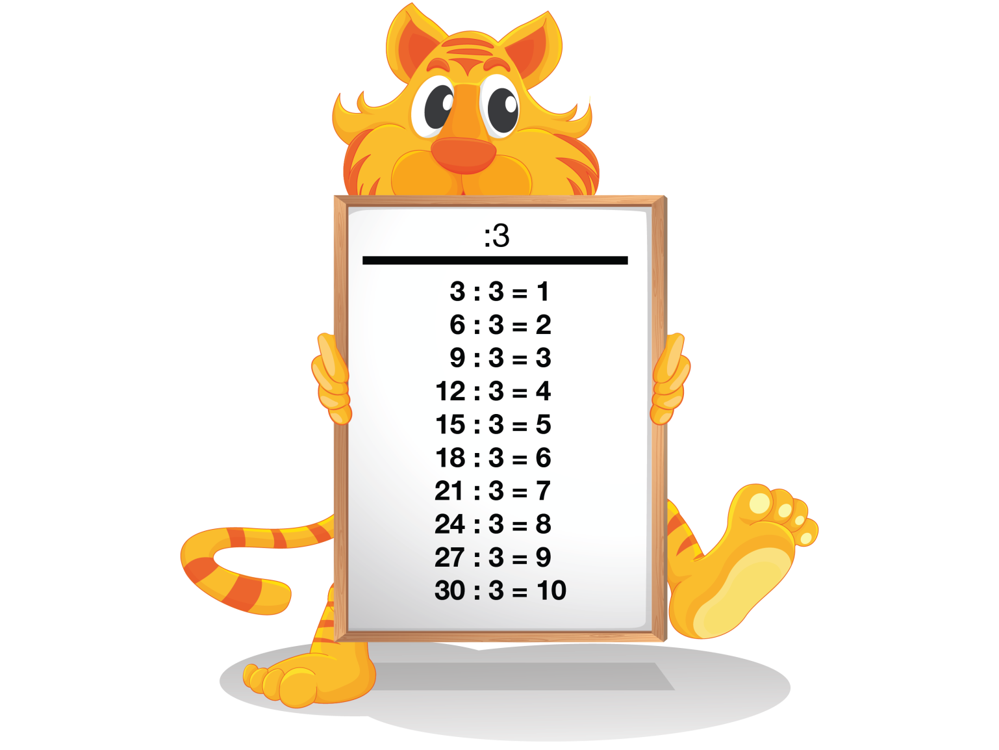 :3
3 : 3 = 1
6 : 3 = 2
9 : 3 = 3
12 : 3 = 4
15 : 3 = 5
18 : 3 = 6
21 : 3 = 7
24 : 3 = 8
27 : 3 = 9
30 : 3 = 10